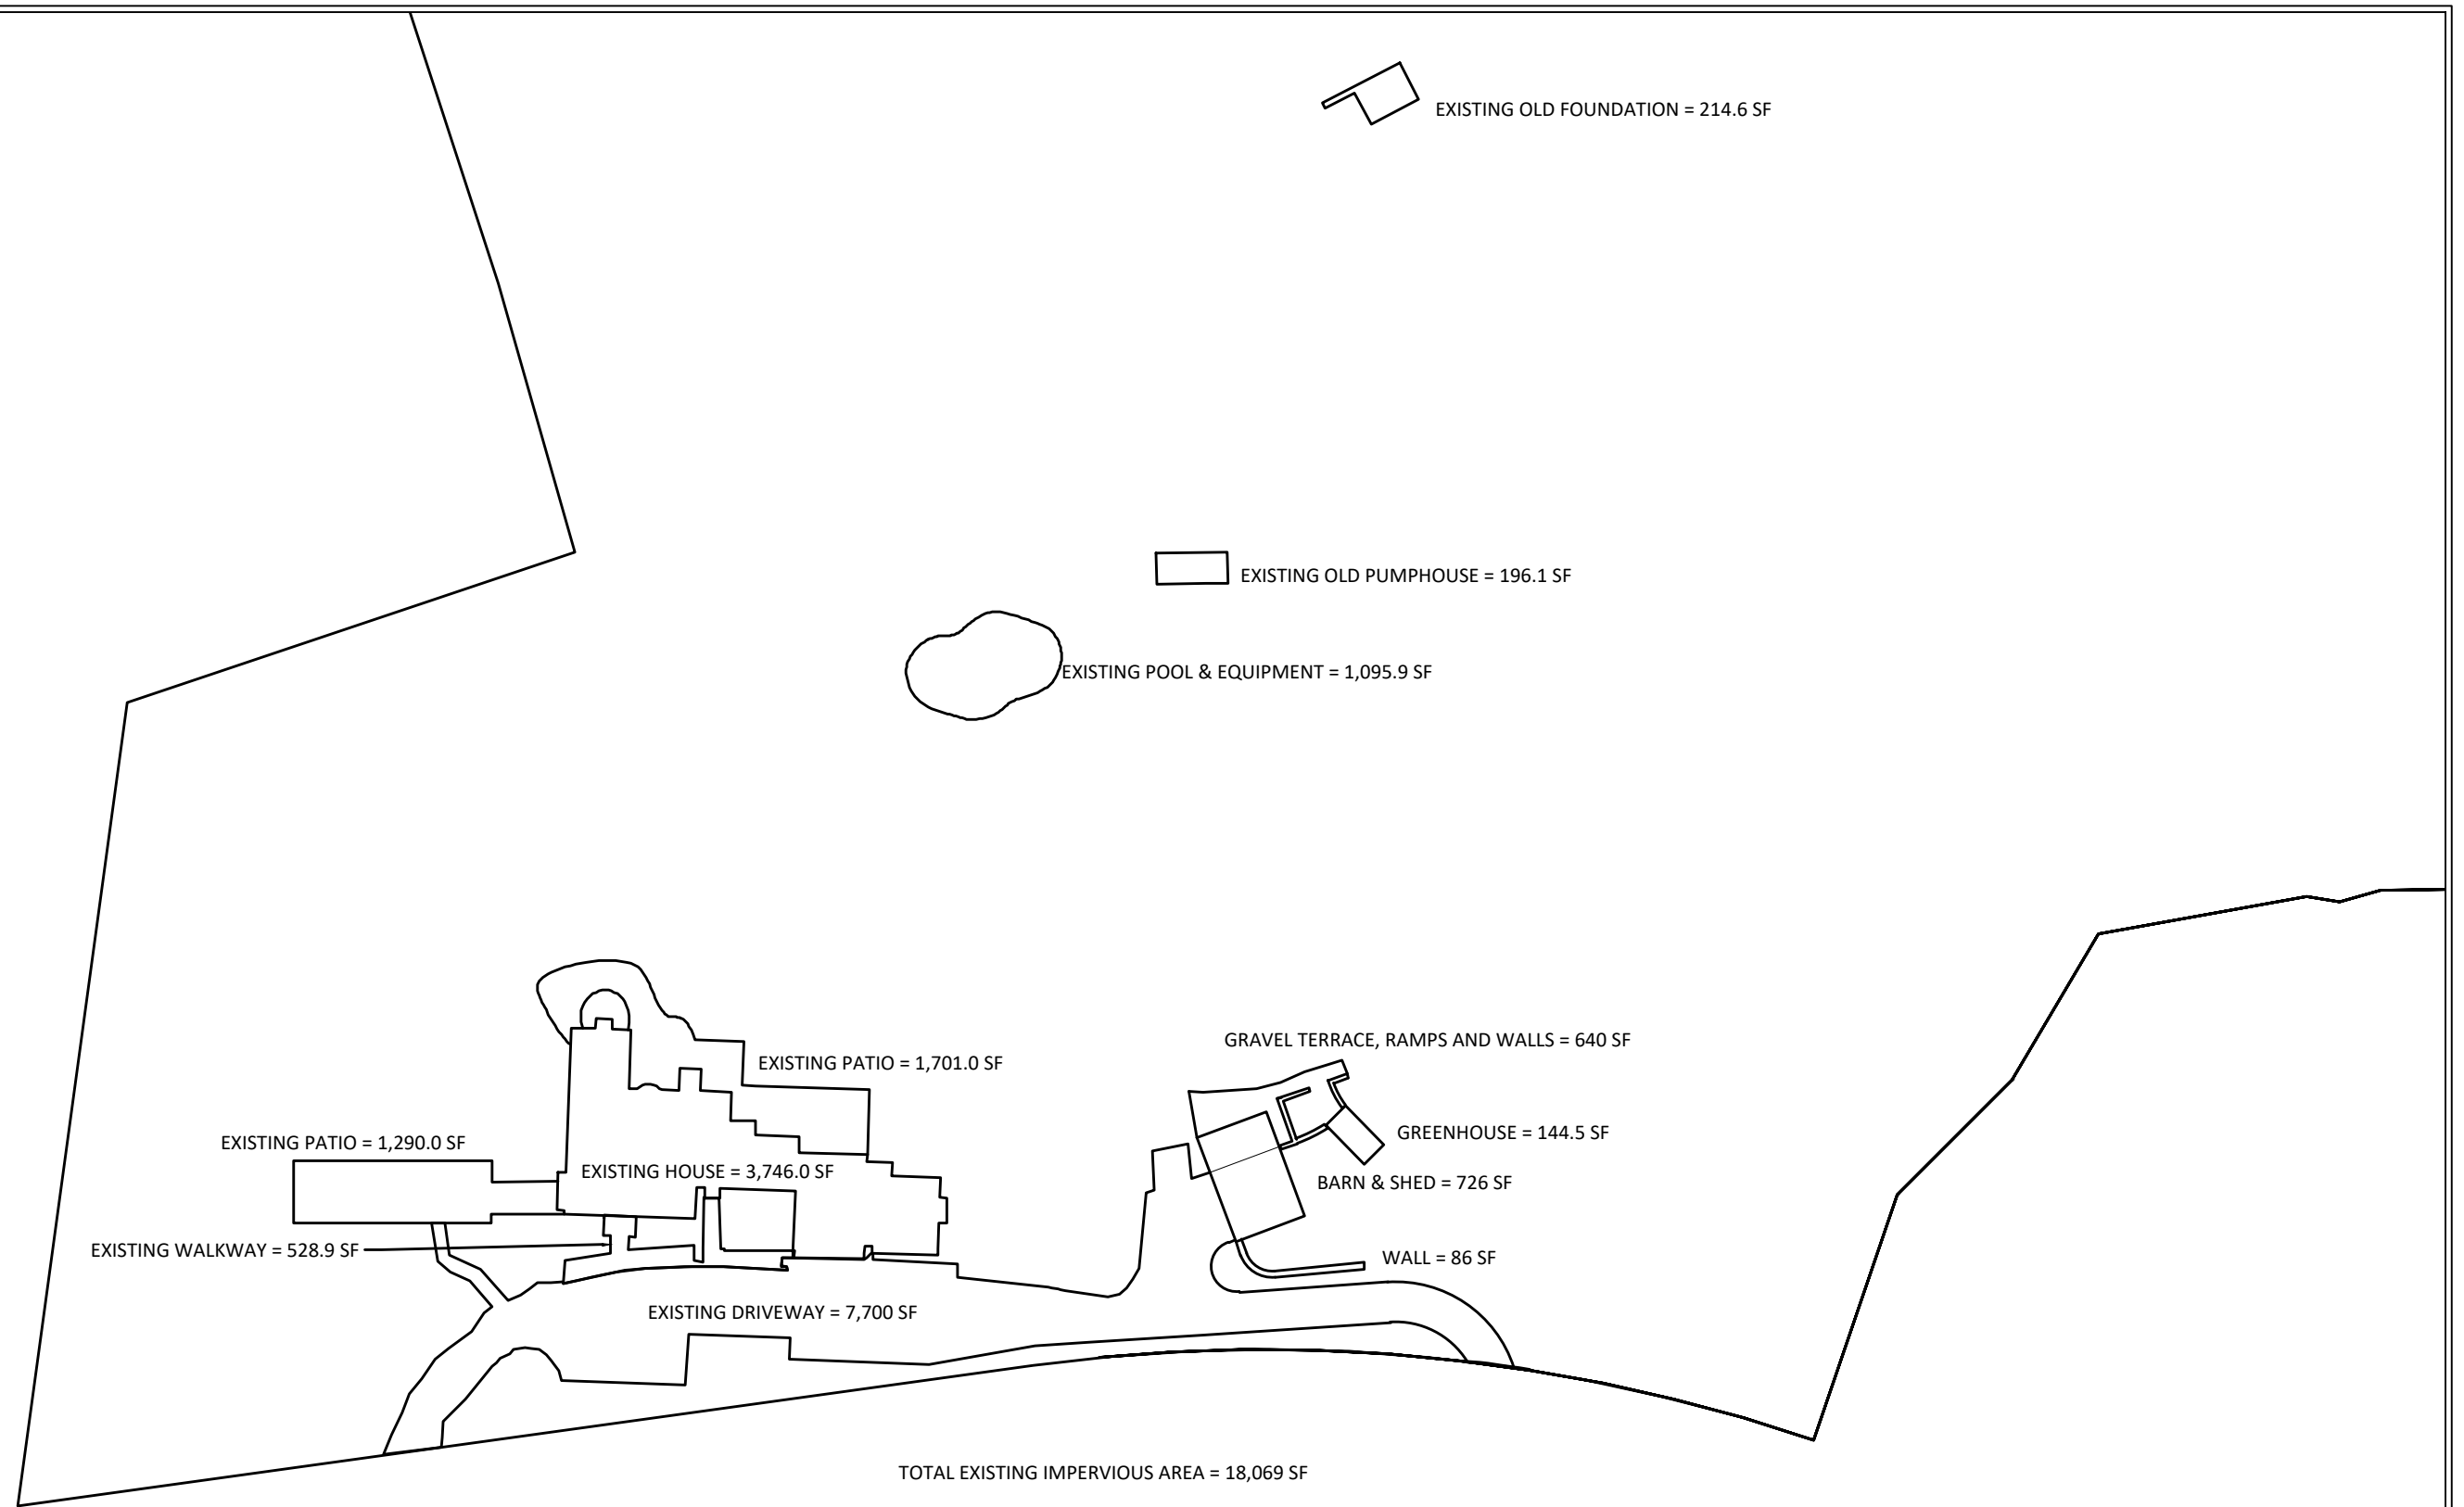 EXISTING OLD FOUNDATION = 214.6 SF
EXISTING OLD PUMPHOUSE = 196.1 SF
EXISTING POOL & EQUIPMENT = 1,095.9 SF
GRAVEL TERRACE, RAMPS AND WALLS = 640 SF
EXISTING PATIO = 1,701.0 SF
GREENHOUSE = 144.5 SF
EXISTING PATIO = 1,290.0 SF
EXISTING HOUSE = 3,746.0 SF
BARN & SHED = 726 SF
EXISTING WALKWAY = 528.9 SF
WALL = 86 SF
EXISTING DRIVEWAY = 7,700 SF
TOTAL EXISTING IMPERVIOUS AREA = 18,069 SF